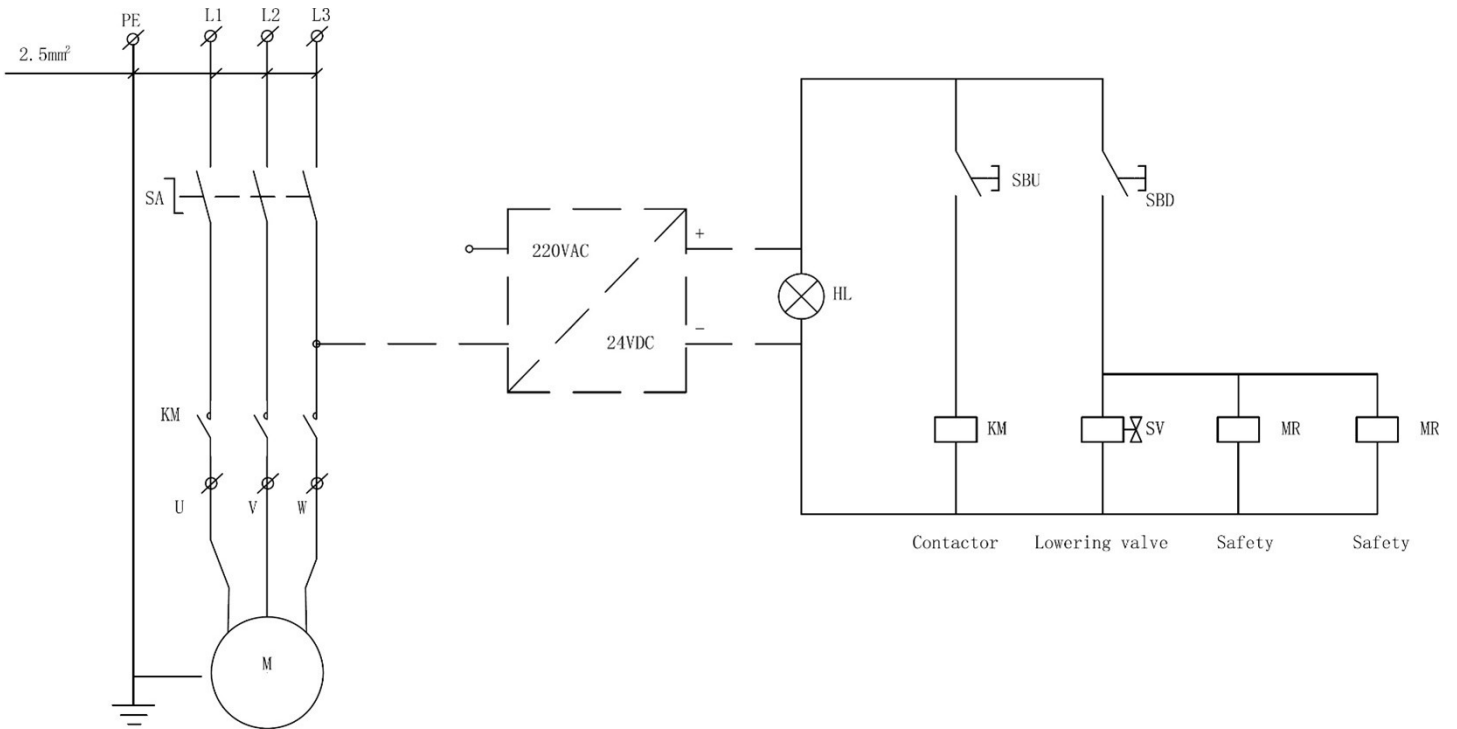 PE L1 L2 L3
2.5mm²
SA
SBU
SBD
220VAC
+
HL
24VDC
-
KM
KM
SV
MR
MR
U
V
W
Contactor
Lowering valve
Safety
Safety
M